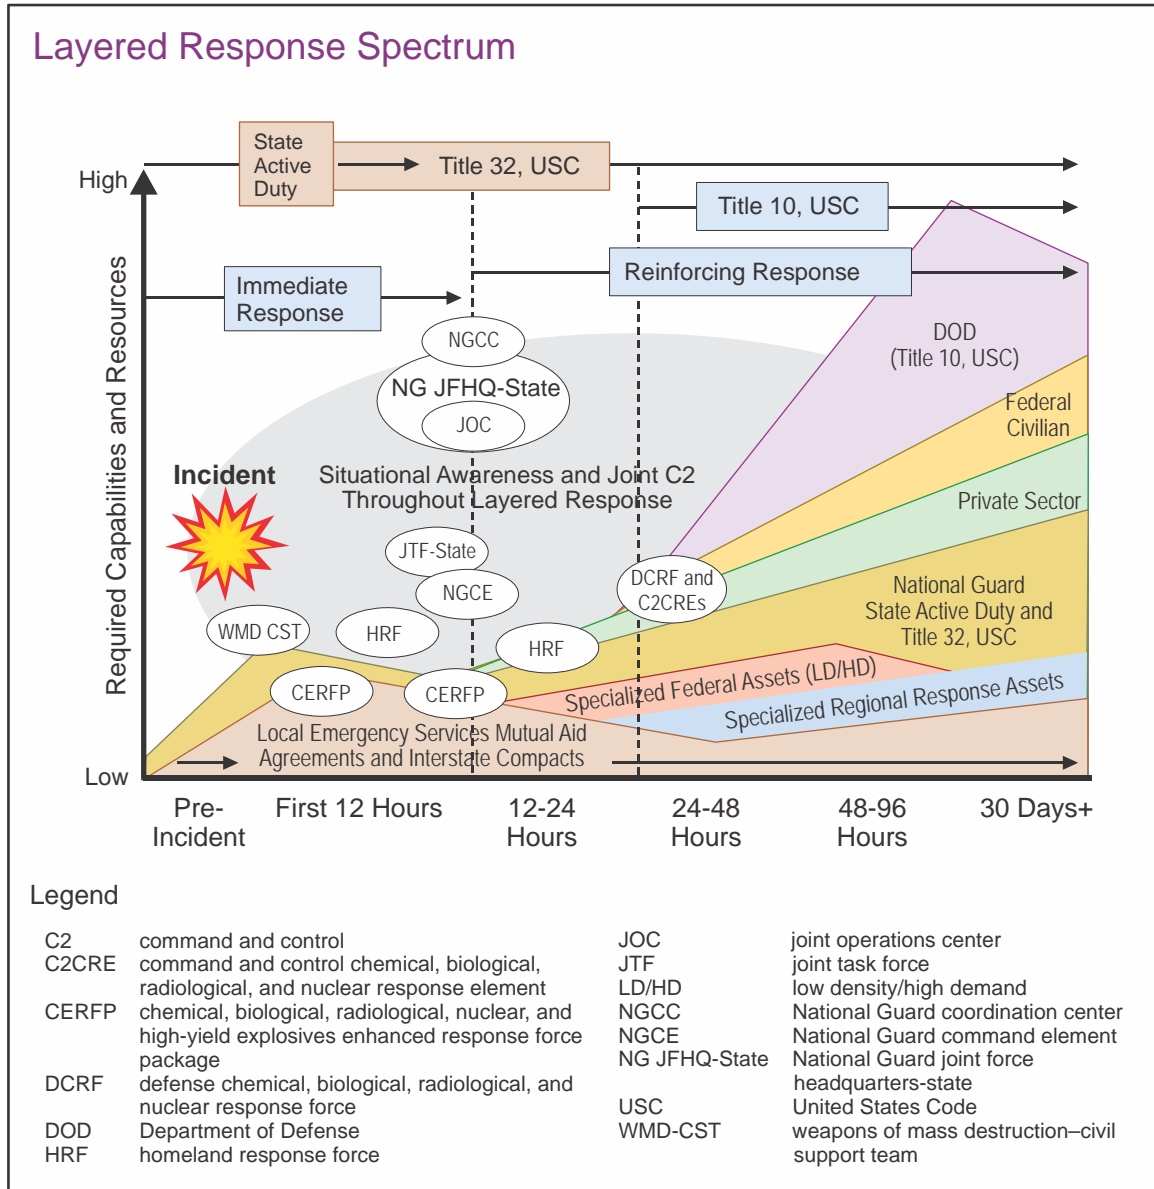 Layered Response Spectrum
State
Active
Duty
Title 32, USC
High
Title 10, USC
Reinforcing Response
Immediate
Response
Required Capabilities and Resources
NGCC
NG JFHQ-State
JOC
DOD
(Title 10, USC)
Federal
Civilian
Incident
Situational Awareness and Joint C2
Throughout Layered Response
Private Sector
JTF-State
NGCE
DCRF and
C2CREs
National Guard
State Active Duty and
Title 32, USC
WMD CST
HRF
HRF
CERFP
CERFP
Specialized Federal Assets (LD/HD)
Specialized Regional Response Assets
Local Emergency Services Mutual Aid
Agreements and Interstate Compacts
Low
Pre-
Incident
First 12 Hours
12-24
Hours
24-48
Hours
48-96
Hours
30 Days+
Legend
C2 command and control
C2CRE command and control chemical, biological,
radiological, and nuclear response element
CERFP chemical, biological, radiological, nuclear, and
high-yield explosives enhanced response force
package
DCRF defense chemical, biological, radiological, and
nuclear response force
DOD Department of Defense
HRF homeland response force
JOC joint operations center
JTF joint task force
LD/HD low density/high demand
NGCC National Guard coordination center
NGCE National Guard command element
NG JFHQ-State National Guard joint force
headquarters-state
USC United States Code
WMD-CST weapons of mass destruction–civil
support team